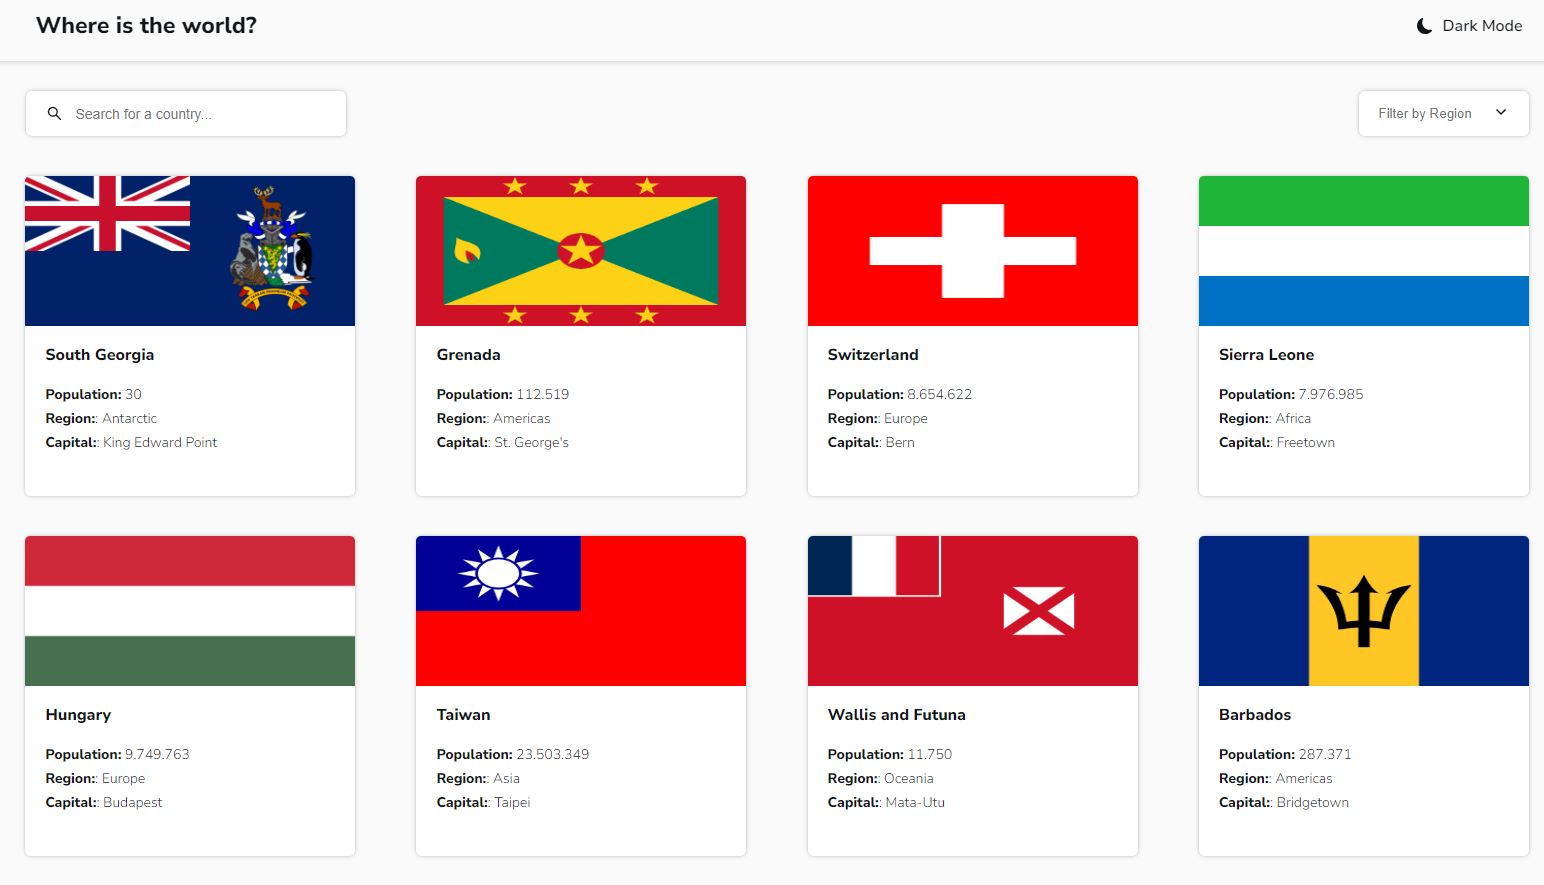 Where is the world?
Dark Mode
Search for a country...
Filter by Region
South Georgia
Population: 30
Region:: Antarctic
Capital:: King Edward Point
Grenada
Population: 112.519
Region:: Americas
Capital:: St. George's
Switzerland
Population: 8.654.622
Region:: Europe
Capital:: Bern
Sierra Leone
Population: 7.976.985
Region:: Africa
Capital:: Freetown
Hungary
Population: 9.749.763
Region:: Europe
Capital:: Budapest
Taiwan
Population: 23.503.349
Region:: Asia
Capital:: Taipei
Wallis and Futuna
Population: 11.750
Region:: Oceania
Capital:: Mata-Utu
Barbados
Population: 287.371
Region:: Americas
Capital:: Bridgetown